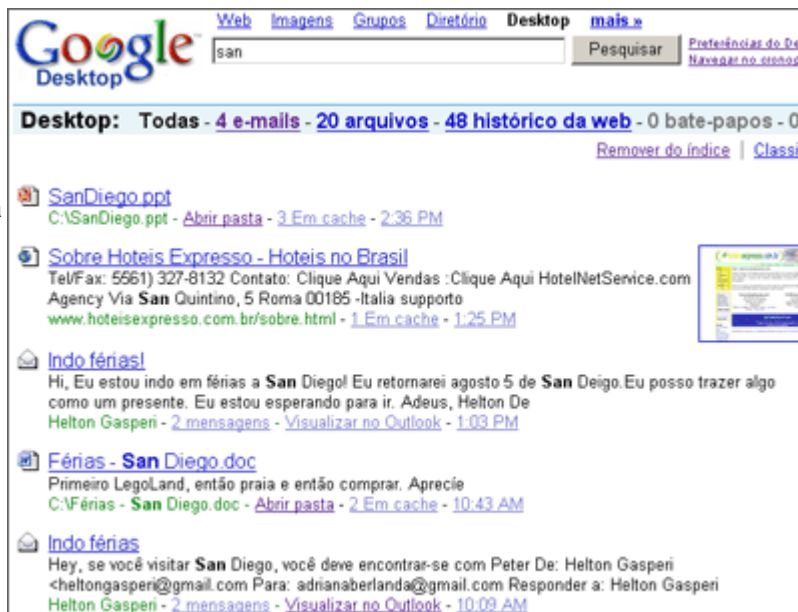 Web Imagens Grupos Diretório Desktop mais »
Google
Desktop
san Pesquisar
Preferências do De
Navegar no cronog
Desktop: Todas - 4 e-mails - 20 arquivos - 48 histórico da web - 0 bate-papos - 0
Remover do índice | Classi
SanDiego.ppt
C:\SanDiego.ppt - Abrir pasta - 3 Em cache - 2:36 PM
Sobre Hoteis Expresso - Hoteis no Brasil
Tel/Fax: 5561) 327-8132 Contato: Clique Aqui Vendas :Clique Aqui HotelNetService.com
Agency Via San Quintino, 5 Roma 00185 -Italia supporto
www.hoteisexpresso.com.br/sobre.html - 1 Em cache - 1:25 PM
Indo férias!
Hi, Eu estou indo em férias a San Diego! Eu retornarei agosto 5 de San Deigo.Eu posso trazer algo
como um presente. Eu estou esperando para ir. Adeus, Helton De
Helton Gasperi - 2 mensagens - Visualizar no Outlook - 1:03 PM
Férias - San Diego.doc
Primeiro LegoLand, então praia e então comprar. Aprecíe
C:\Férias - San Diego.doc - Abrir pasta - 2 Em cache - 10:43 AM
Indo férias
Hey, se você visitar San Diego, você deve encontrar-se com Peter De: Helton Gasperi
<heltongasperi@gmail.com Para: adrianaberlanda@gmail.com Responder a: Helton Gasperi
Helton Gasperi - 2 mensagens - Visualizar no Outlook - 10:09 AM